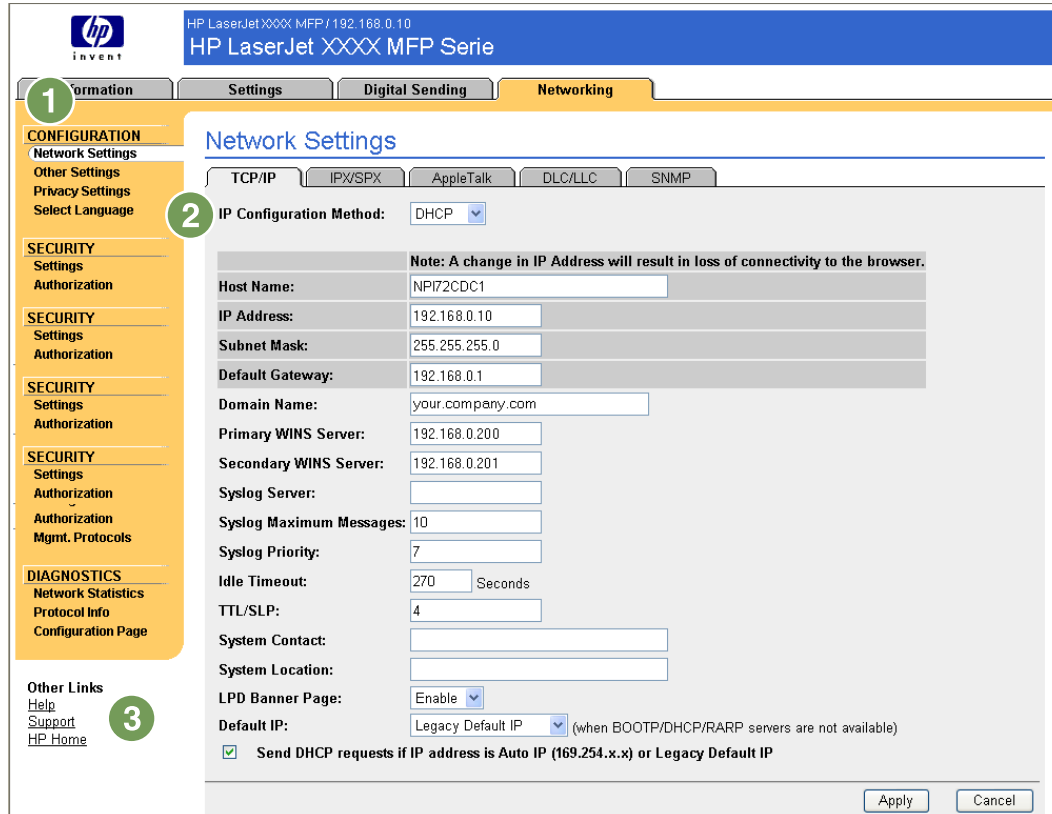 hp
invent
HP LaserJet XXXX MFP / 192.168.0.10
HP LaserJet XXXX MFP Serie
1
formation
Settings
Digital Sending
Networking
CONFIGURATION
Network Settings
Other Settings
Privacy Settings
Select Language
SECURITY
Settings
Authorization
SECURITY
Settings
Authorization
SECURITY
Settings
Authorization
SECURITY
Settings
Authorization
Authorization
Mgmt. Protocols
DIAGNOSTICS
Network Statistics
Protocol Info
Configuration Page
Other Links
Help
Support
HP Home
3
Network Settings
TCP/IP
IPX/SPX
AppleTalk
DLC/LLC
SNMP
2
IP Configuration Method: DHCP
Note: A change in IP Address will result in loss of connectivity to the browser.
Host Name: NPI72CDC1
IP Address: 192.168.0.10
Subnet Mask: 255.255.255.0
Default Gateway: 192.168.0.1
Domain Name: your.company.com
Primary WINS Server: 192.168.0.200
Secondary WINS Server: 192.168.0.201
Syslog Server:
Syslog Maximum Messages: 10
Syslog Priority: 7
Idle Timeout: 270 Seconds
TTL/SLP: 4
System Contact:
System Location:
LPD Banner Page: Enable
Default IP: Legacy Default IP (when BOOTP/DHCP/RARP servers are not available)
Send DHCP requests if IP address is Auto IP (169.254.x.x) or Legacy Default IP
Apply
Cancel